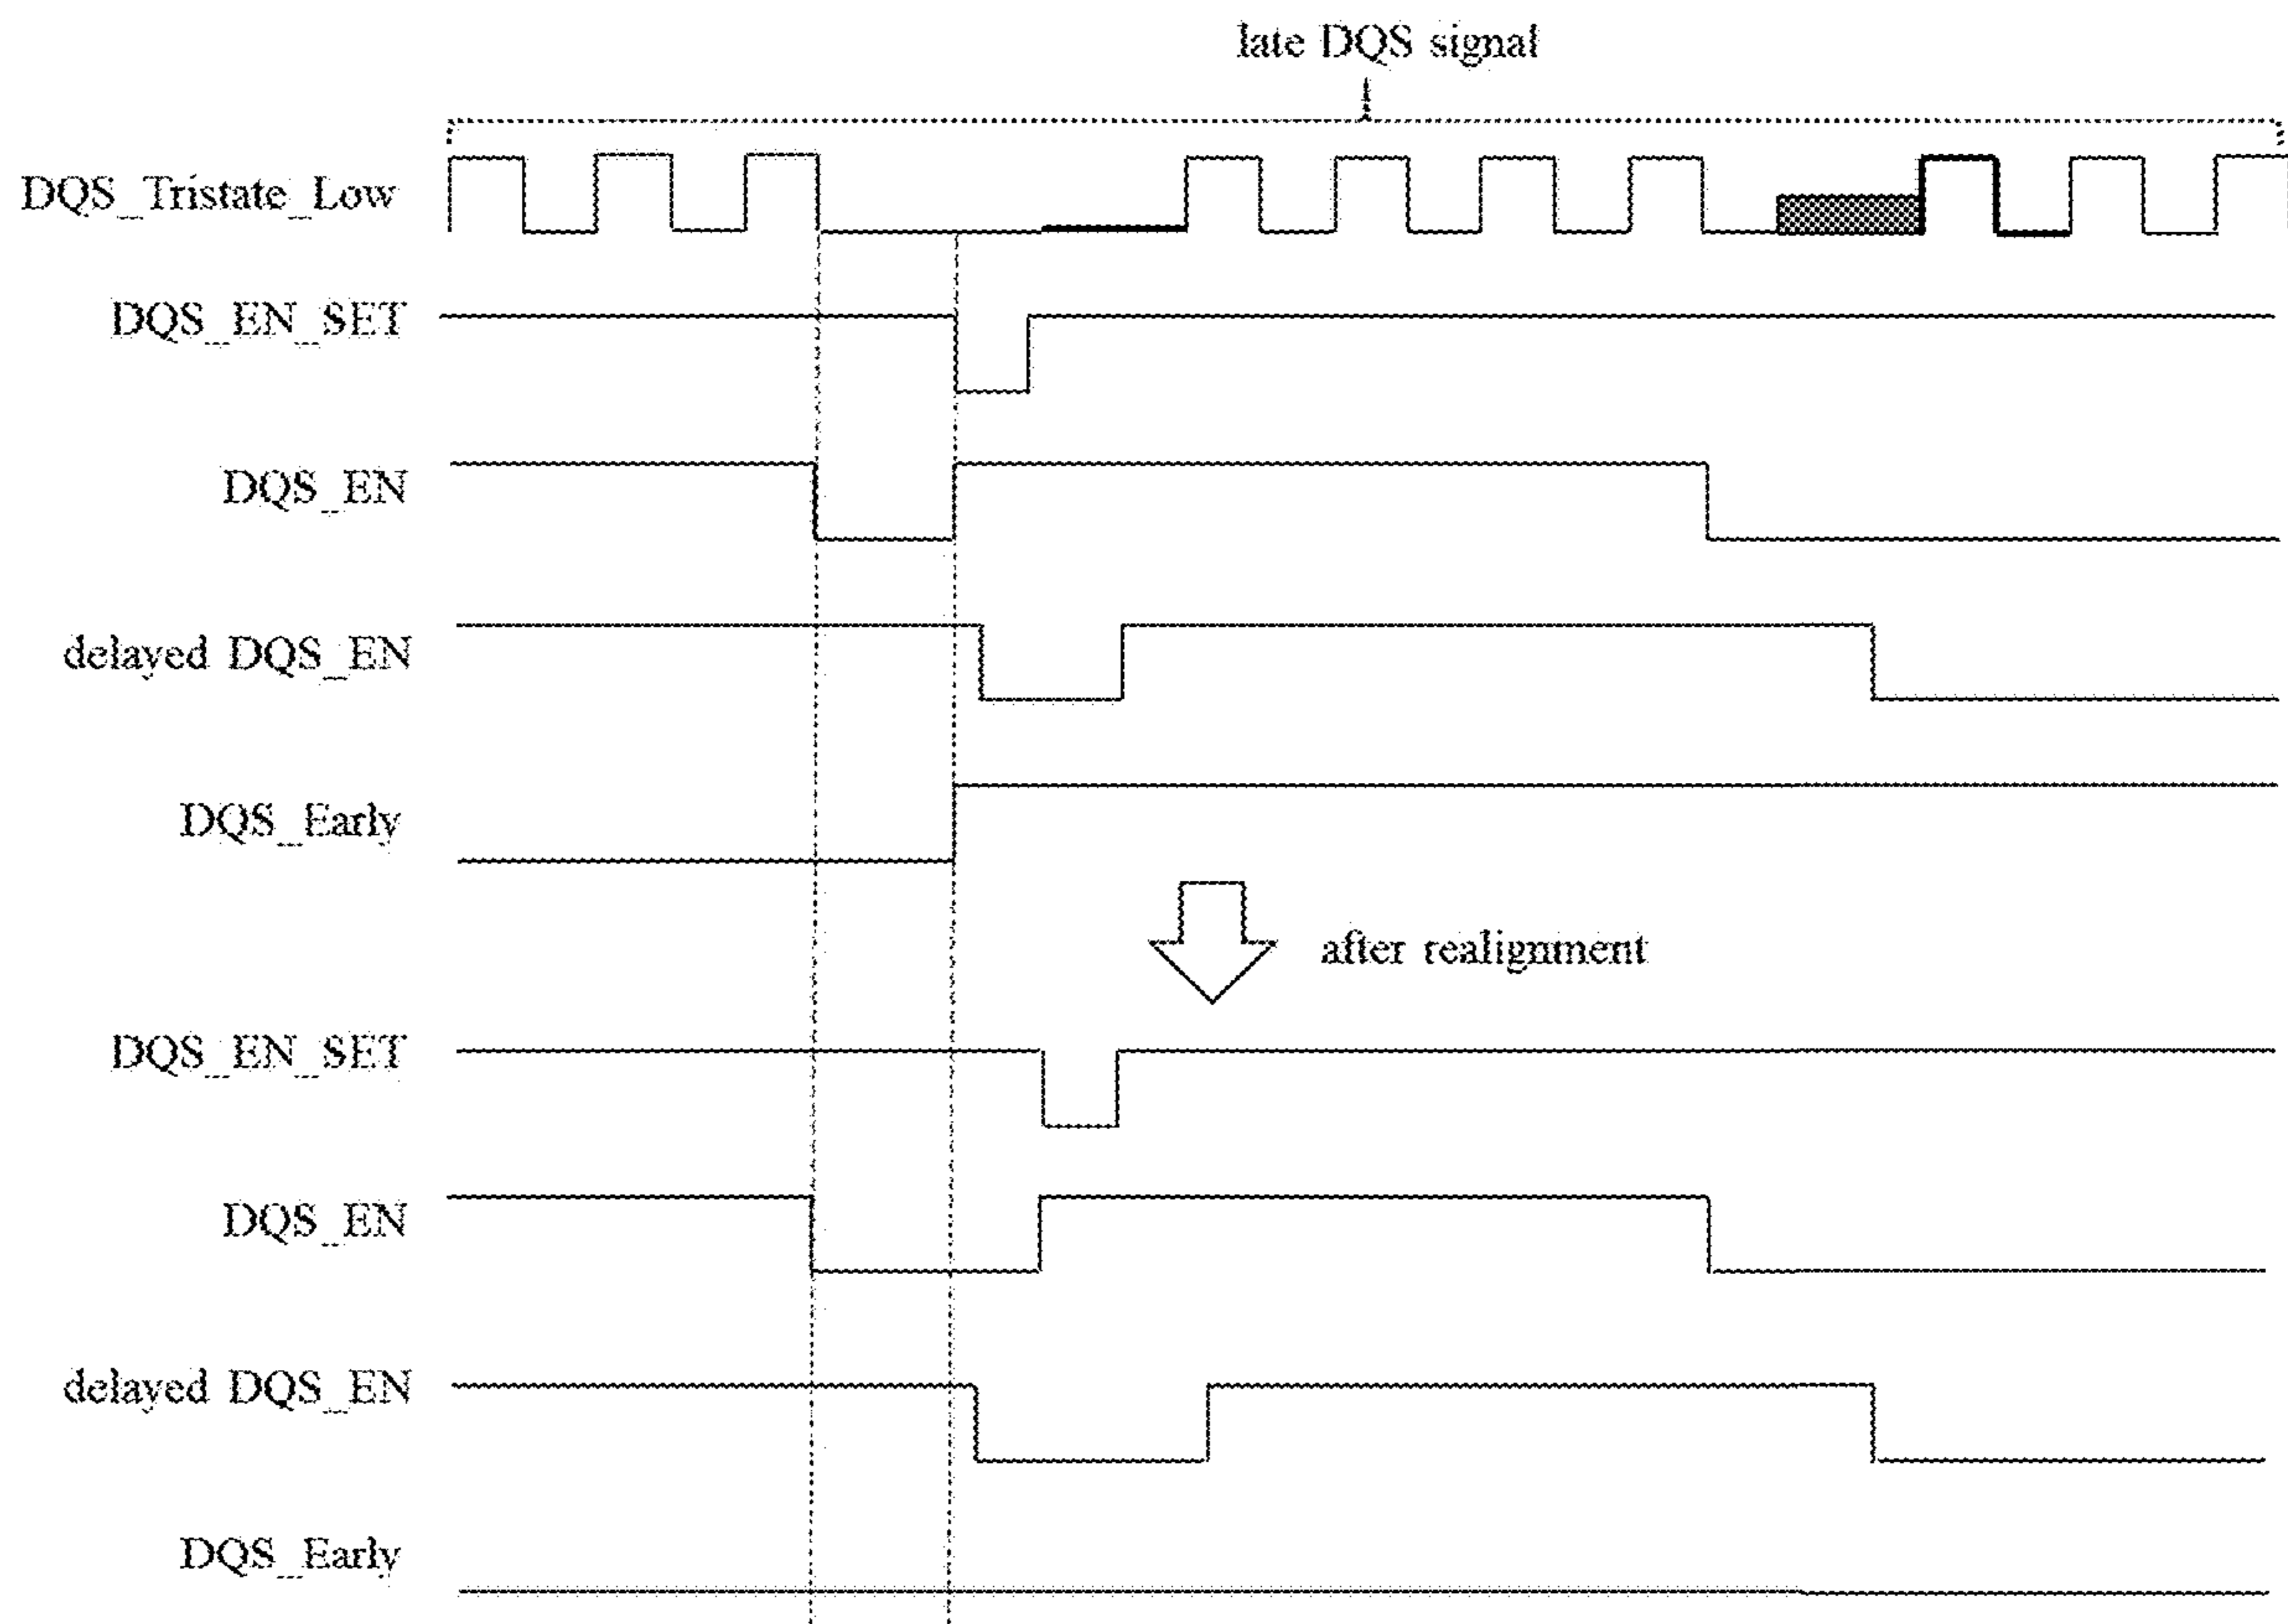 late DQS signal
DQS_Tristate_Low
DQS_EN_SET
DQS_EN
delayed DQS_EN
DQS_Early
after realignment
DQS_EN_SET
DQS_EN
delayed DQS_EN
DQS_Early